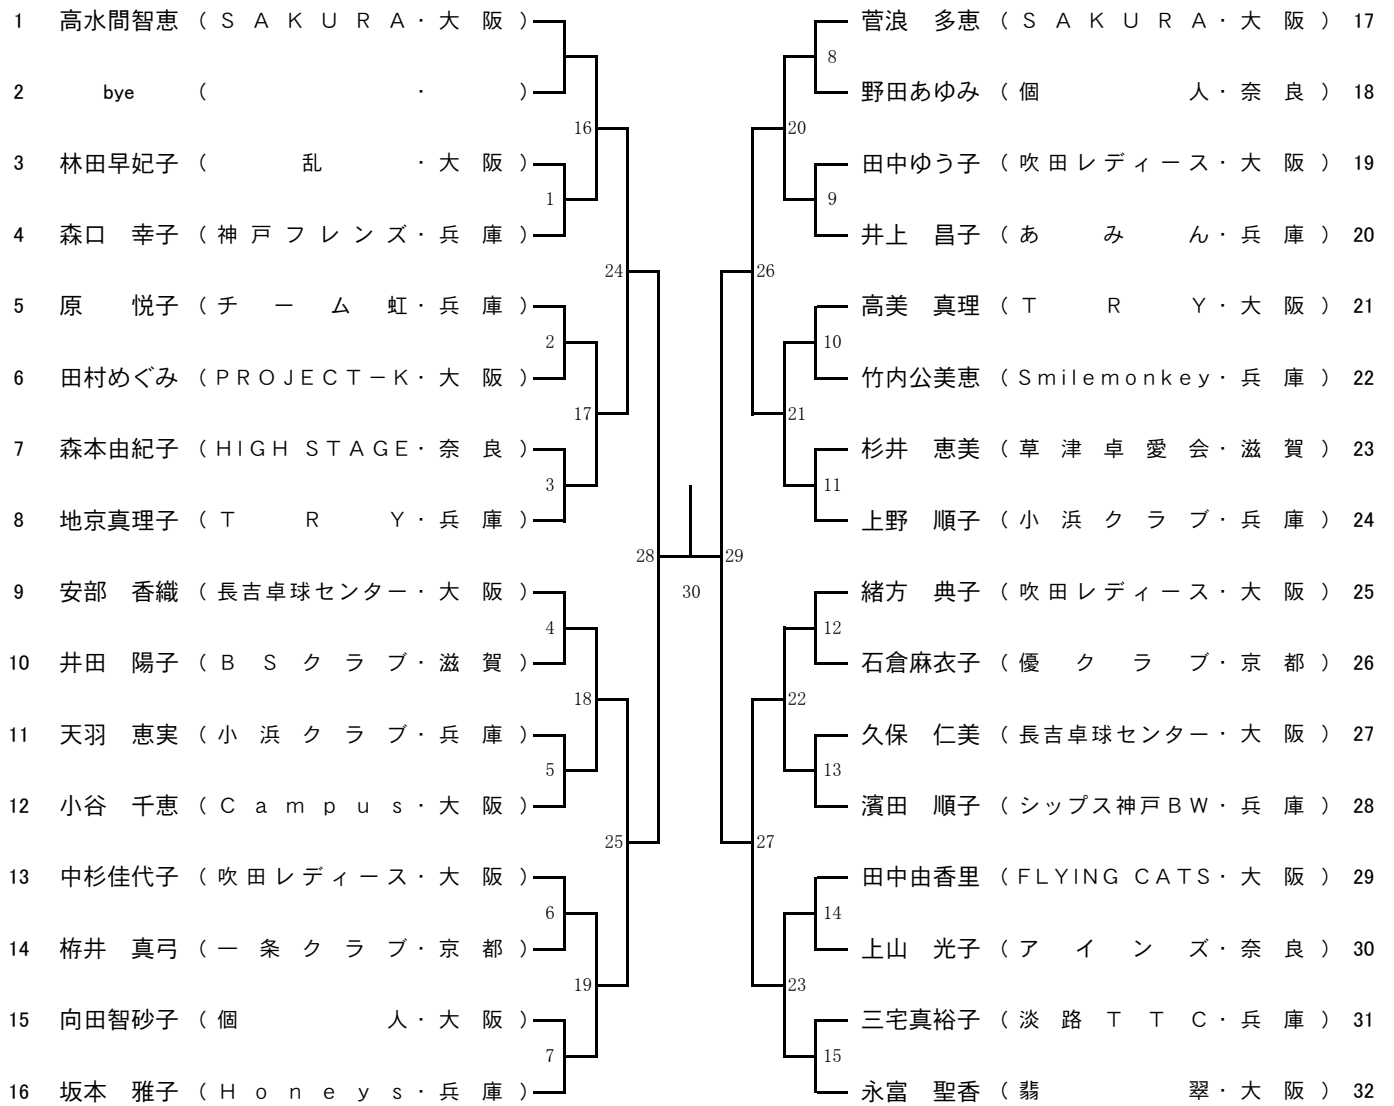 1 高水間智恵 （ＳＡＫＵＲＡ・大阪）
2 bye （ ・ ）
16
3 林田早妃子 （乱・大阪）
1
4 森口 幸子 （神戸フレンズ・兵庫）
24
5 原 悦子 （チーム虹・兵庫）
2
6 田村めぐみ （ＰＲＯＪＥＣＴ－Ｋ・大阪）
17
7 森本由紀子 （HIGH STAGE・奈良）
3
8 地京真理子 （ＴＲＹ・兵庫）
28
9 安部 香織 （長吉卓球センター・大阪）
4
10 井田 陽子 （ＢＳクラブ・滋賀）
18
11 天羽 恵実 （小浜クラブ・兵庫）
5
12 小谷 千恵 （Ｃａｍｐｕｓ・大阪）
25
13 中杉佳代子 （吹田レディース・大阪）
6
14 栫井 真弓 （一条クラブ・京都）
19
15 向田智砂子 （個人・大阪）
7
16 坂本 雅子 （Ｈｏｎｅｙｓ・兵庫）
30
菅浪 多恵 （ＳＡＫＵＲＡ・大阪） 17
8
野田あゆみ （個人・奈良） 18
20
田中ゆう子 （吹田レディース・大阪） 19
9
井上 昌子 （あみん・兵庫） 20
26
高美 真理 （ＴＲＹ・大阪） 21
10
竹内公美恵 （Ｓｍｉｌｅｍｏｎｋｅｙ・兵庫） 22
21
杉井 恵美 （草津卓愛会・滋賀） 23
11
上野 順子 （小浜クラブ・兵庫） 24
29
緒方 典子 （吹田レディース・大阪） 25
12
石倉麻衣子 （優クラブ・京都） 26
22
久保 仁美 （長吉卓球センター・大阪） 27
13
濱田 順子 （シップス神戸ＢＷ・兵庫） 28
27
田中由香里 （FLYING CATS・大阪） 29
14
上山 光子 （アインズ・奈良） 30
23
三宅真裕子 （淡路ＴＴＣ・兵庫） 31
15
永富 聖香 （翡翠・大阪） 32